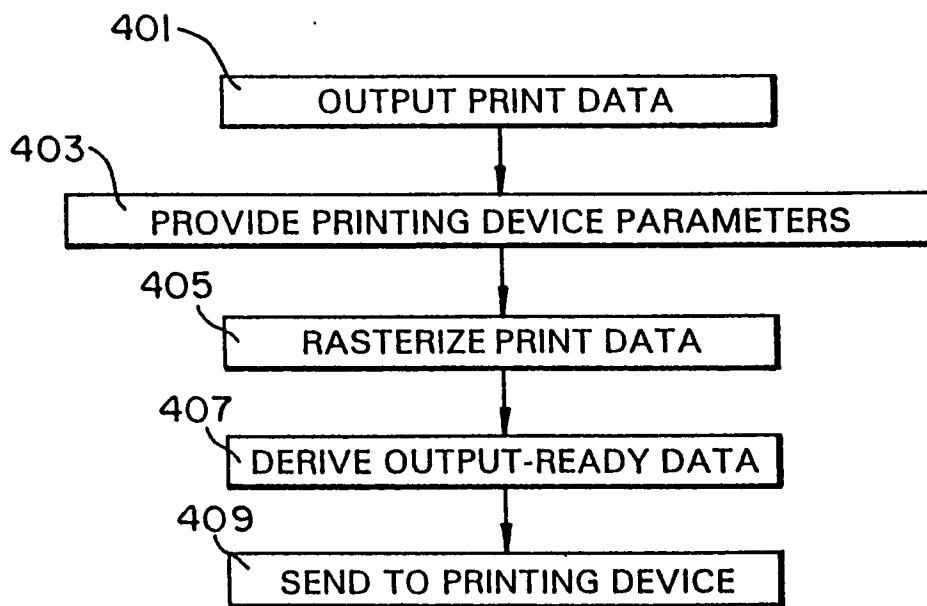 401
OUTPUT PRINT DATA
403
PROVIDE PRINTING DEVICE PARAMETERS
405
RASTERIZE PRINT DATA
407
DERIVE OUTPUT-READY DATA
409
SEND TO PRINTING DEVICE